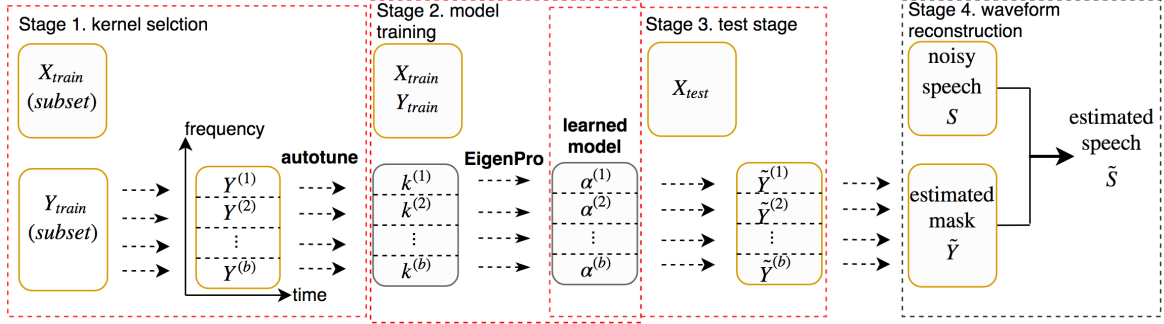 Stage 1. kernel selction
X_train
(subset)
Y_train
(subset)
frequency
time
Y^(1)
Y^(2)
⋮
Y^(b)
autotune
Stage 2. model
training
X_train
Y_train
k^(1)
k^(2)
⋮
k^(b)
EigenPro
learned
model
α^(1)
α^(2)
⋮
α^(b)
Stage 3. test stage
X_test
Ỹ^(1)
Ỹ^(2)
⋮
Ỹ^(b)
Stage 4. waveform
reconstruction
noisy
speech
S
estimated
mask
Ỹ
estimated
speech
S̃